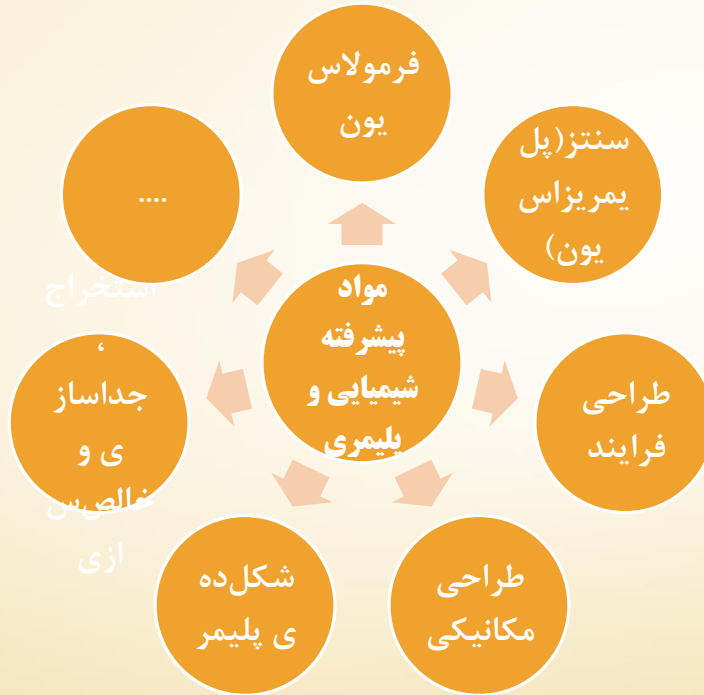 فرمولاس
یون
سنتز(پل
یمریزاس
یون)
طراحی
فرایند
طراحی
مکانیکی
شکل‌ده
ی پلیمر
استخراج
،
جداساز
ی و
خالص‌س
ازی
....
مواد
پیشرفته
شیمیایی و
پلیمری